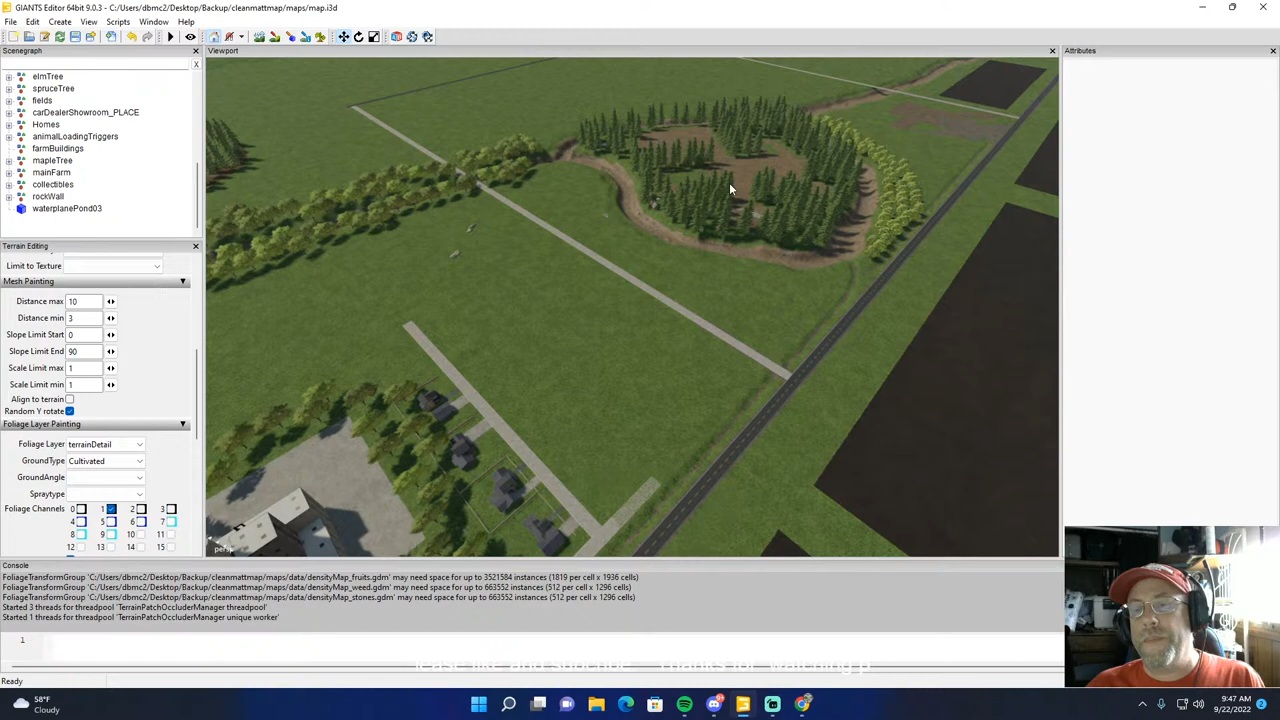 GIANTS Editor 64bit 9.0.3 - C:/Users/dbmc2/Desktop/Backup/cleanmattmap/maps/map.i3d
File Edit Create View Scripts Window Help
Scenegraph
X
elmTree
spruceTree
fields
carDealerShowroom_PLACE
Homes
animalLoadingTriggers
farmBuildings
mapleTree
mainFarm
collectibles
rockWall
waterplanePond03
Terrain Editing
Limit to Texture
Mesh Painting
Distance max 10
Distance min 3
Slope Limit Start 0
Slope Limit End 90
Scale Limit max 1
Scale Limit min 1
Align to terrain
Random Y rotate
Foliage Layer Painting
Foliage Layer terrainDetail
GroundType Cultivated
GroundAngle
Spraytype
Foliage Channels 0 1 2 3
4 5 6 7
8 9 10 11
12 13 14 15
Viewport
persp
Attributes
Console
FoliageTransformGroup 'C:/Users/dbmc2/Desktop/Backup/cleanmattmap/maps/data/densityMap_fruits.gdm' may need space for up to 3521584 instances (1819 per cell x 1936 cells)
FoliageTransformGroup 'C:/Users/dbmc2/Desktop/Backup/cleanmattmap/maps/data/densityMap_weed.gdm' may need space for up to 663552 instances (512 per cell x 1296 cells)
FoliageTransformGroup 'C:/Users/dbmc2/Desktop/Backup/cleanmattmap/maps/data/densityMap_stones.gdm' may need space for up to 663552 instances (512 per cell x 1296 cells)
Started 3 threads for threadpool 'TerrainPatchOccluderManager threadpool'
Started 1 threads for threadpool 'TerrainPatchOccluderManager unique worker'
1
Thanks for watching
Ready
58°F
Cloudy
9:47 AM
9/22/2022